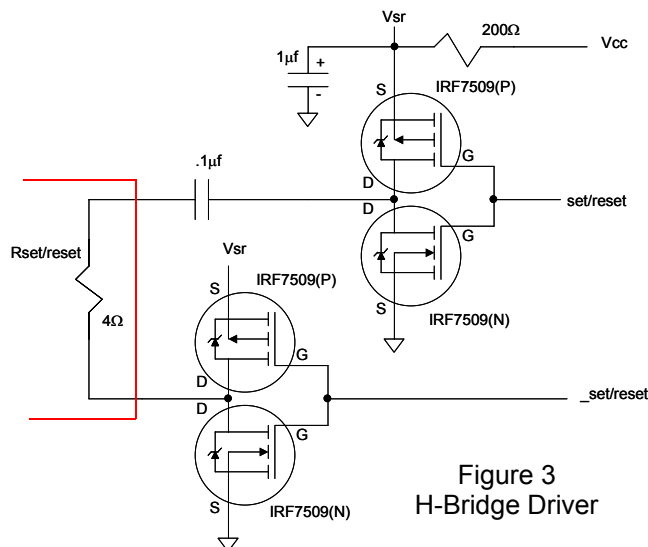 Vsr
200Ω
Vcc
1µf
+
-
S
IRF7509(P)
G
D
.1µf
D
set/reset
G
S
IRF7509(N)
Rset/reset
4Ω
Vsr
S
IRF7509(P)
G
D
D
_set/reset
G
S
IRF7509(N)
Figure 3
H-Bridge Driver